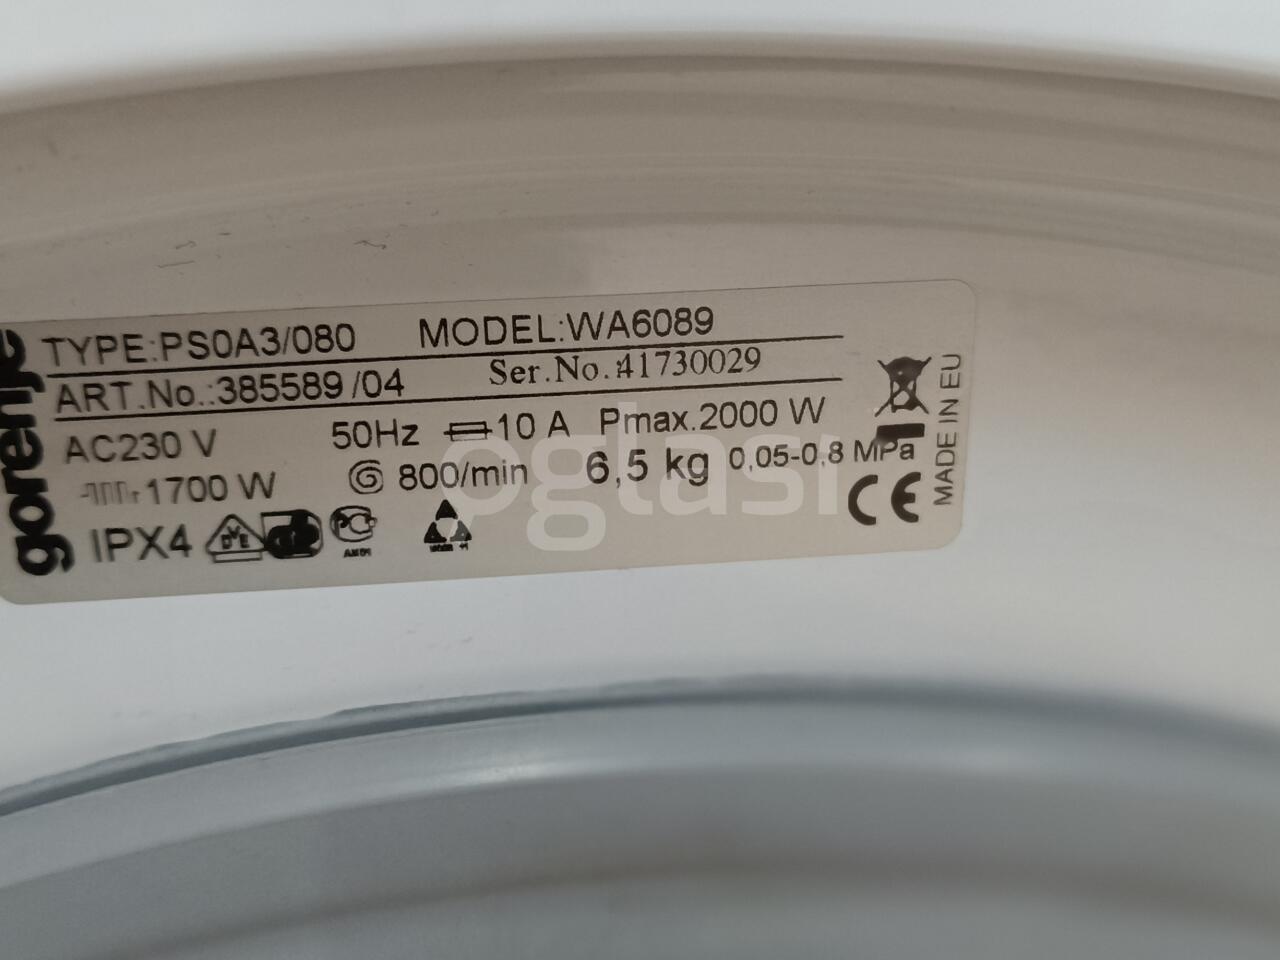 gorenje
TYPE:PS0A3/080 MODEL:WA6089
ART.No.:385589/04 Ser.No.:41730029
AC230 V 50Hz 10 A Pmax.2000 W
1700 W 800/min 6,5 kg 0,05-0,8 MPa
IPX4 DVE CE
MADE IN EU
oglasi